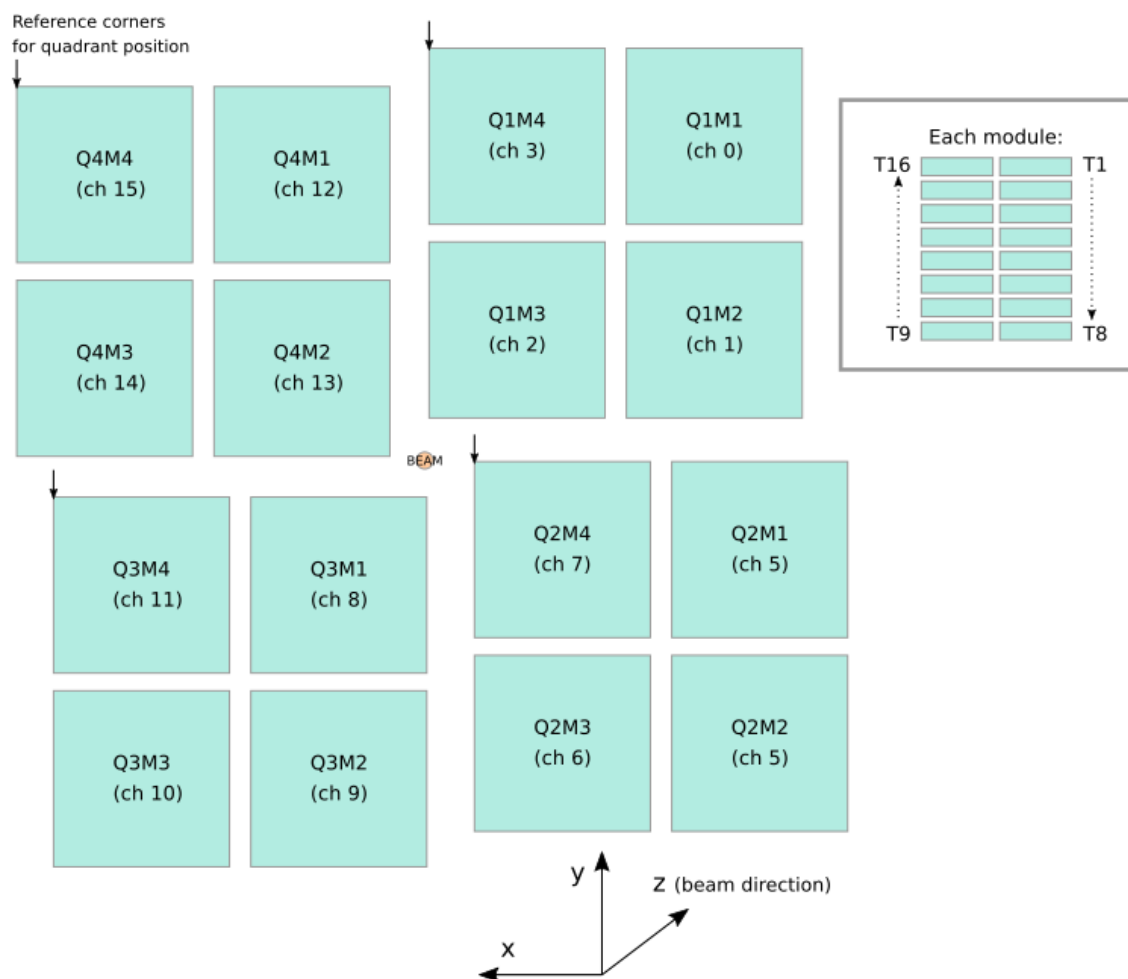 Reference corners
for quadrant position
Q4M4
(ch 15)
Q4M1
(ch 12)
Q1M4
(ch 3)
Q1M1
(ch 0)
Each module:
T16
T1
T9
T8
Q4M3
(ch 14)
Q4M2
(ch 13)
Q1M3
(ch 2)
Q1M2
(ch 1)
BEAM
Q3M4
(ch 11)
Q3M1
(ch 8)
Q2M4
(ch 7)
Q2M1
(ch 5)
Q3M3
(ch 10)
Q3M2
(ch 9)
Q2M3
(ch 6)
Q2M2
(ch 5)
y
z (beam direction)
x